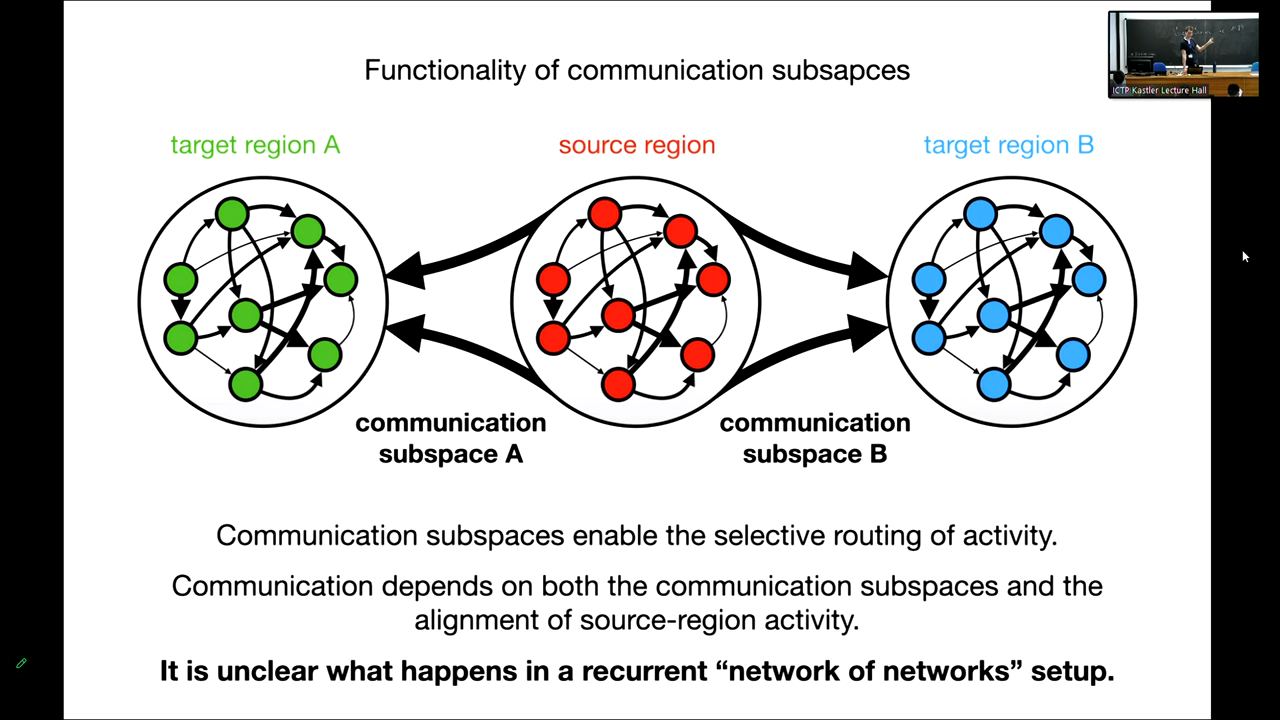 Functionality of communication subsapces
ICTP Kastler Lecture Hall
target region A
source region
target region B
communication
subspace A
communication
subspace B
Communication subspaces enable the selective routing of activity.
Communication depends on both the communication subspaces and the
alignment of source-region activity.
It is unclear what happens in a recurrent “network of networks” setup.